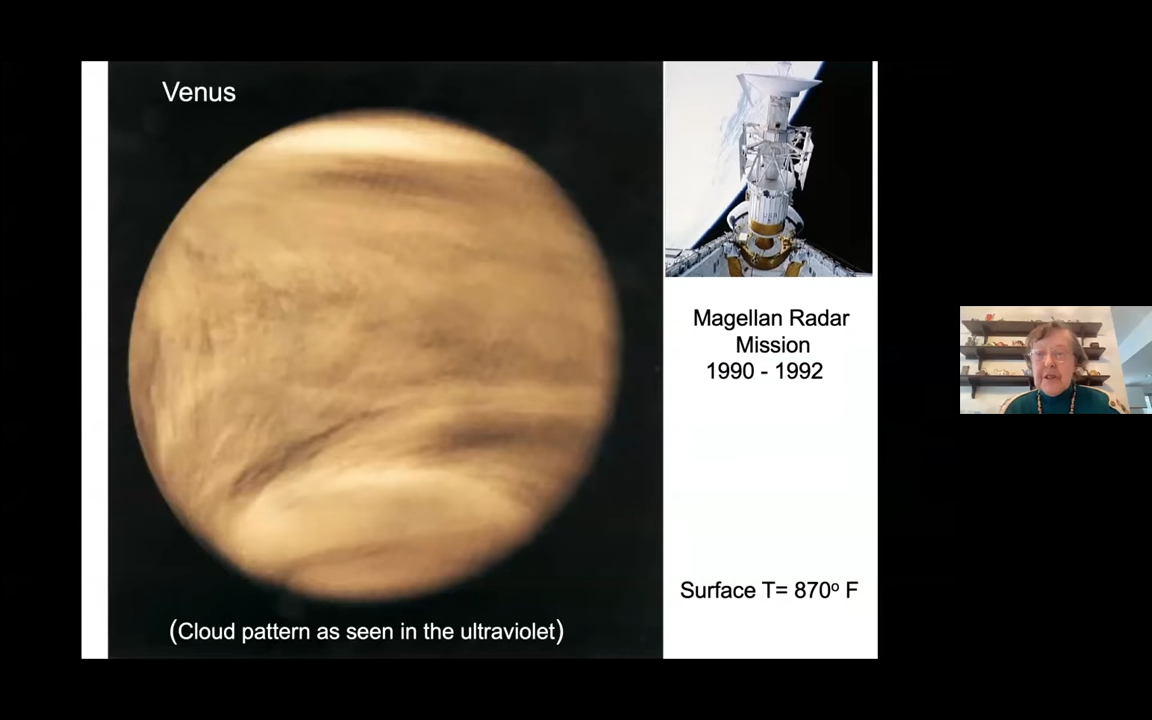 Venus
Magellan Radar
Mission
1990 - 1992
Surface T= 870º F
(Cloud pattern as seen in the ultraviolet)